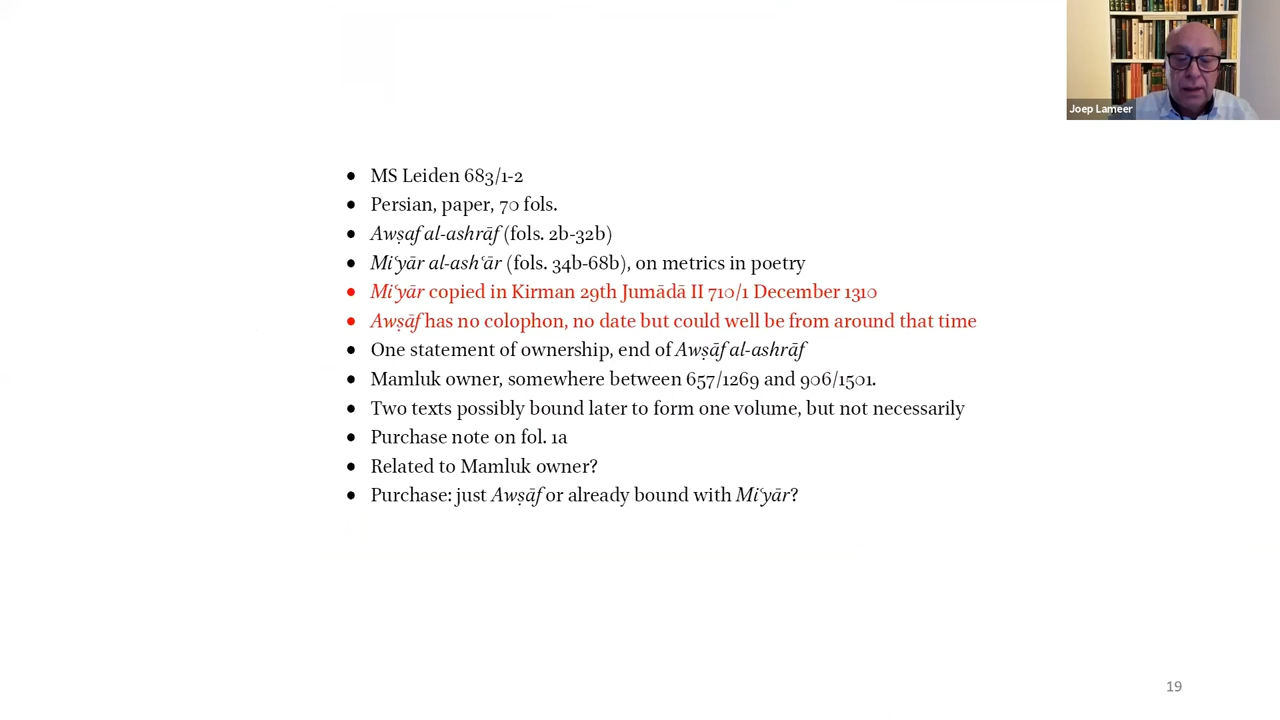 Joep Lameer
• MS Leiden 683/1-2
• Persian, paper, 70 fols.
• Awṣaf al-ashrāf (fols. 2b-32b)
• Miʿyār al-ashʿār (fols. 34b-68b), on metrics in poetry
• Miʿyār copied in Kirman 29th Jumādā II 710/1 December 1310
• Awṣāf has no colophon, no date but could well be from around that time
• One statement of ownership, end of Awṣāf al-ashrāf
• Mamluk owner, somewhere between 657/1269 and 906/1501.
• Two texts possibly bound later to form one volume, but not necessarily
• Purchase note on fol. 1a
• Related to Mamluk owner?
• Purchase: just Awṣāf or already bound with Miʿyār?
19